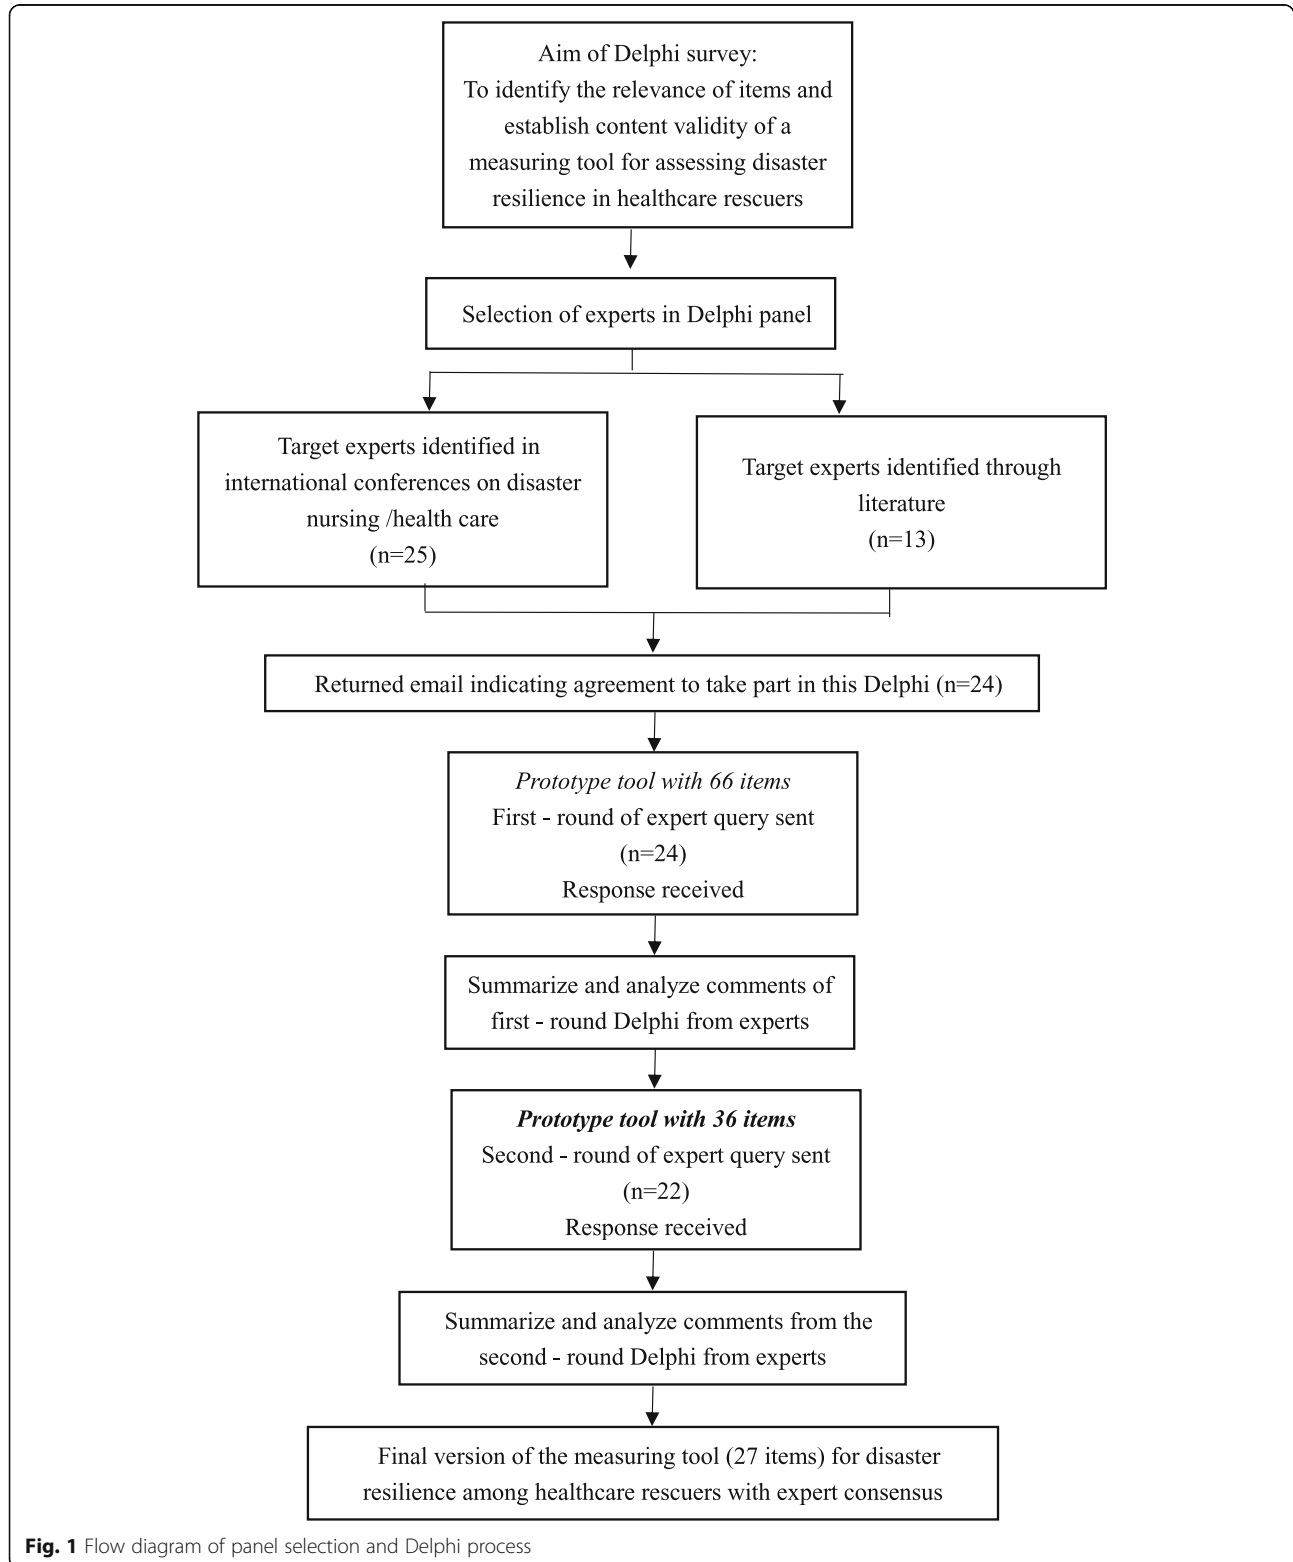 Aim of Delphi survey:
To identify the relevance of items and
establish content validity of a
measuring tool for assessing disaster
resilience in healthcare rescuers
Selection of experts in Delphi panel
Target experts identified in
international conferences on disaster
nursing /health care
(n=25)
Target experts identified through
literature
(n=13)
Returned email indicating agreement to take part in this Delphi (n=24)
Prototype tool with 66 items
First - round of expert query sent
(n=24)
Response received
Summarize and analyze comments of
first - round Delphi from experts
Prototype tool with 36 items
Second - round of expert query sent
(n=22)
Response received
Summarize and analyze comments from the
second - round Delphi from experts
Final version of the measuring tool (27 items) for disaster
resilience among healthcare rescuers with expert consensus
Fig. 1 Flow diagram of panel selection and Delphi process